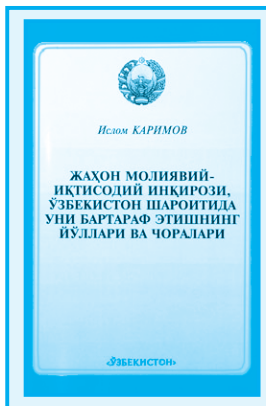 Ислом КАРИМОВ
ЖАҲОН МОЛИЯВИЙ-
ИҚТИСОДИЙ ИНҚИРОЗИ,
ЎЗБЕКИСТОН ШАРОИТИДА
УНИ БАРТАРАФ ЭТИШНИНГ
ЙЎЛЛАРИ ВА ЧОРАЛАРИ
«ЎЗБЕКИСТОН»